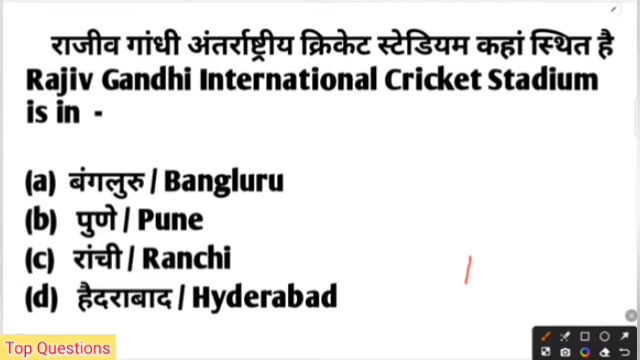 राजीव गांधी अंतर्राष्ट्रीय क्रिकेट स्टेडियम कहां स्थित है
Rajiv Gandhi International Cricket Stadium
is in -
(a) बंगलुरु / Bangluru
(b) पुणे / Pune
(c) रांची / Ranchi
(d) हैदराबाद / Hyderabad
Top Questions